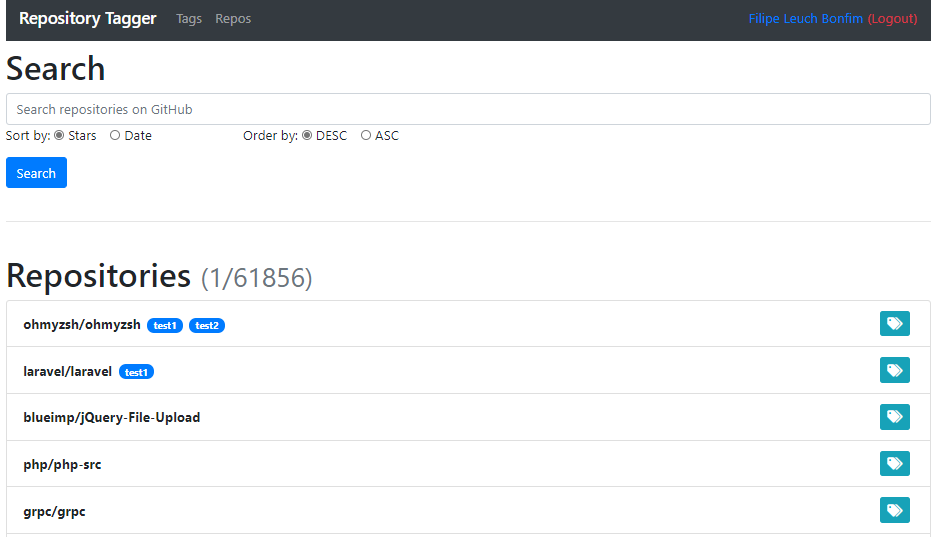 Repository Tagger Tags Repos Filipe Leuch Bonfim (Logout)
Search
Search repositories on GitHub
Sort by: Stars Date Order by: DESC ASC
Search
Repositories (1/61856)
ohmyzsh/ohmyzsh test1 test2
laravel/laravel test1
blueimp/jQuery-File-Upload
php/php-src
grpc/grpc